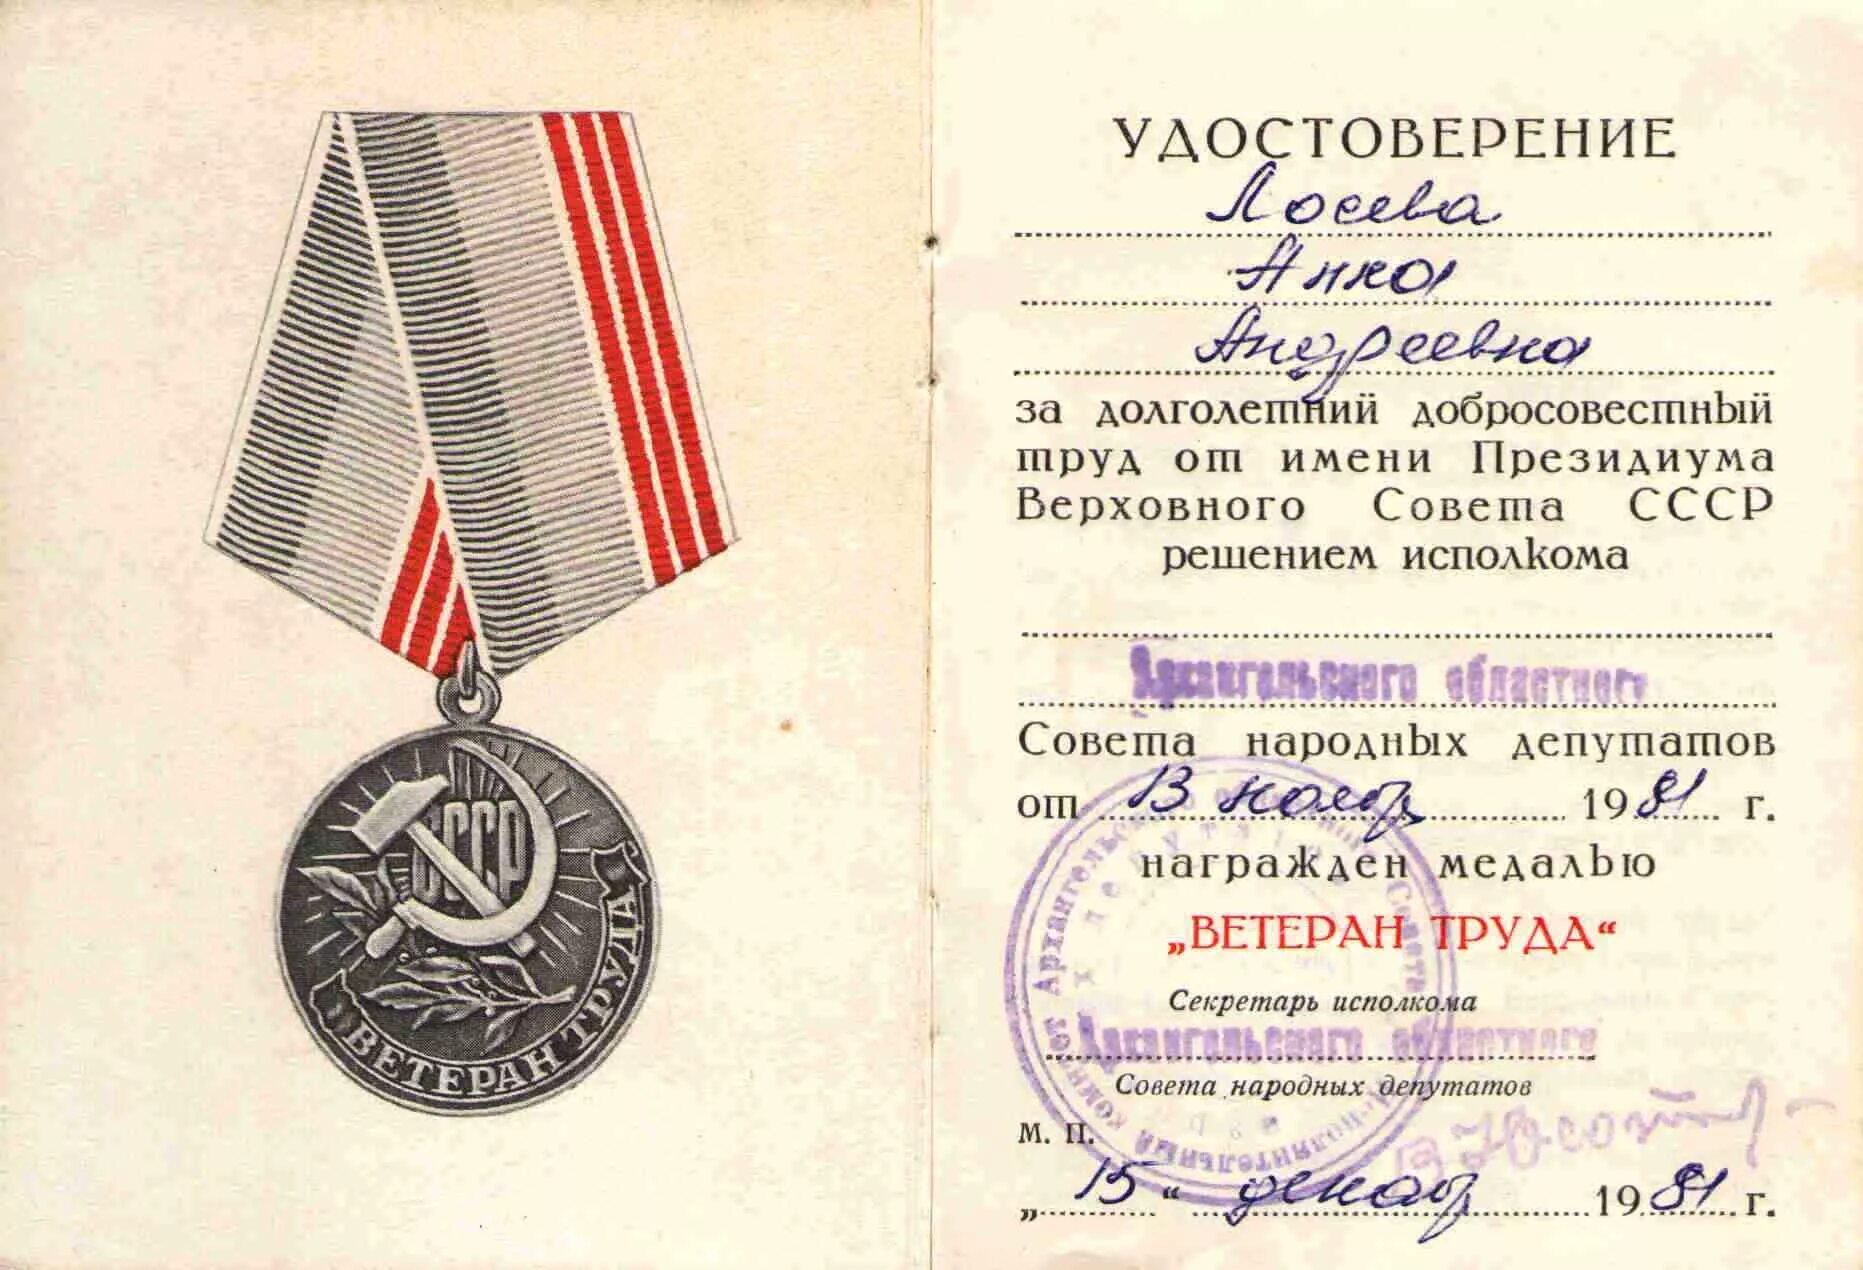 СССР
ВЕТЕРАН ТРУДА
УДОСТОВЕРЕНИЕ
Лосева
Анна
Андреевна
за долголетний добросовестный
труд от имени Президиума
Верховного Совета СССР
решением исполкома
Архангельского областного
Совета народных депутатов
от 13 ноябр 1981 г.
награжден медалью
„ВЕТЕРАН ТРУДА“
Секретарь исполкома
Архангельского областного
Совета народных депутатов
М. П.
„15“ декабр 1981 г.